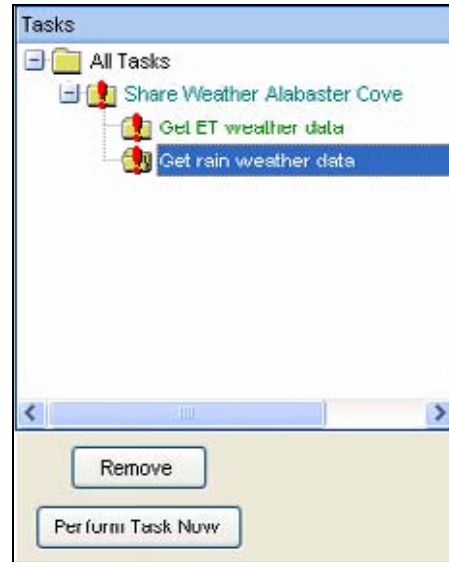 Tasks
All Tasks
Share Weather Alabaster Cove
Get ET weather data
Get rain weather data
Remove
Perform Task Now